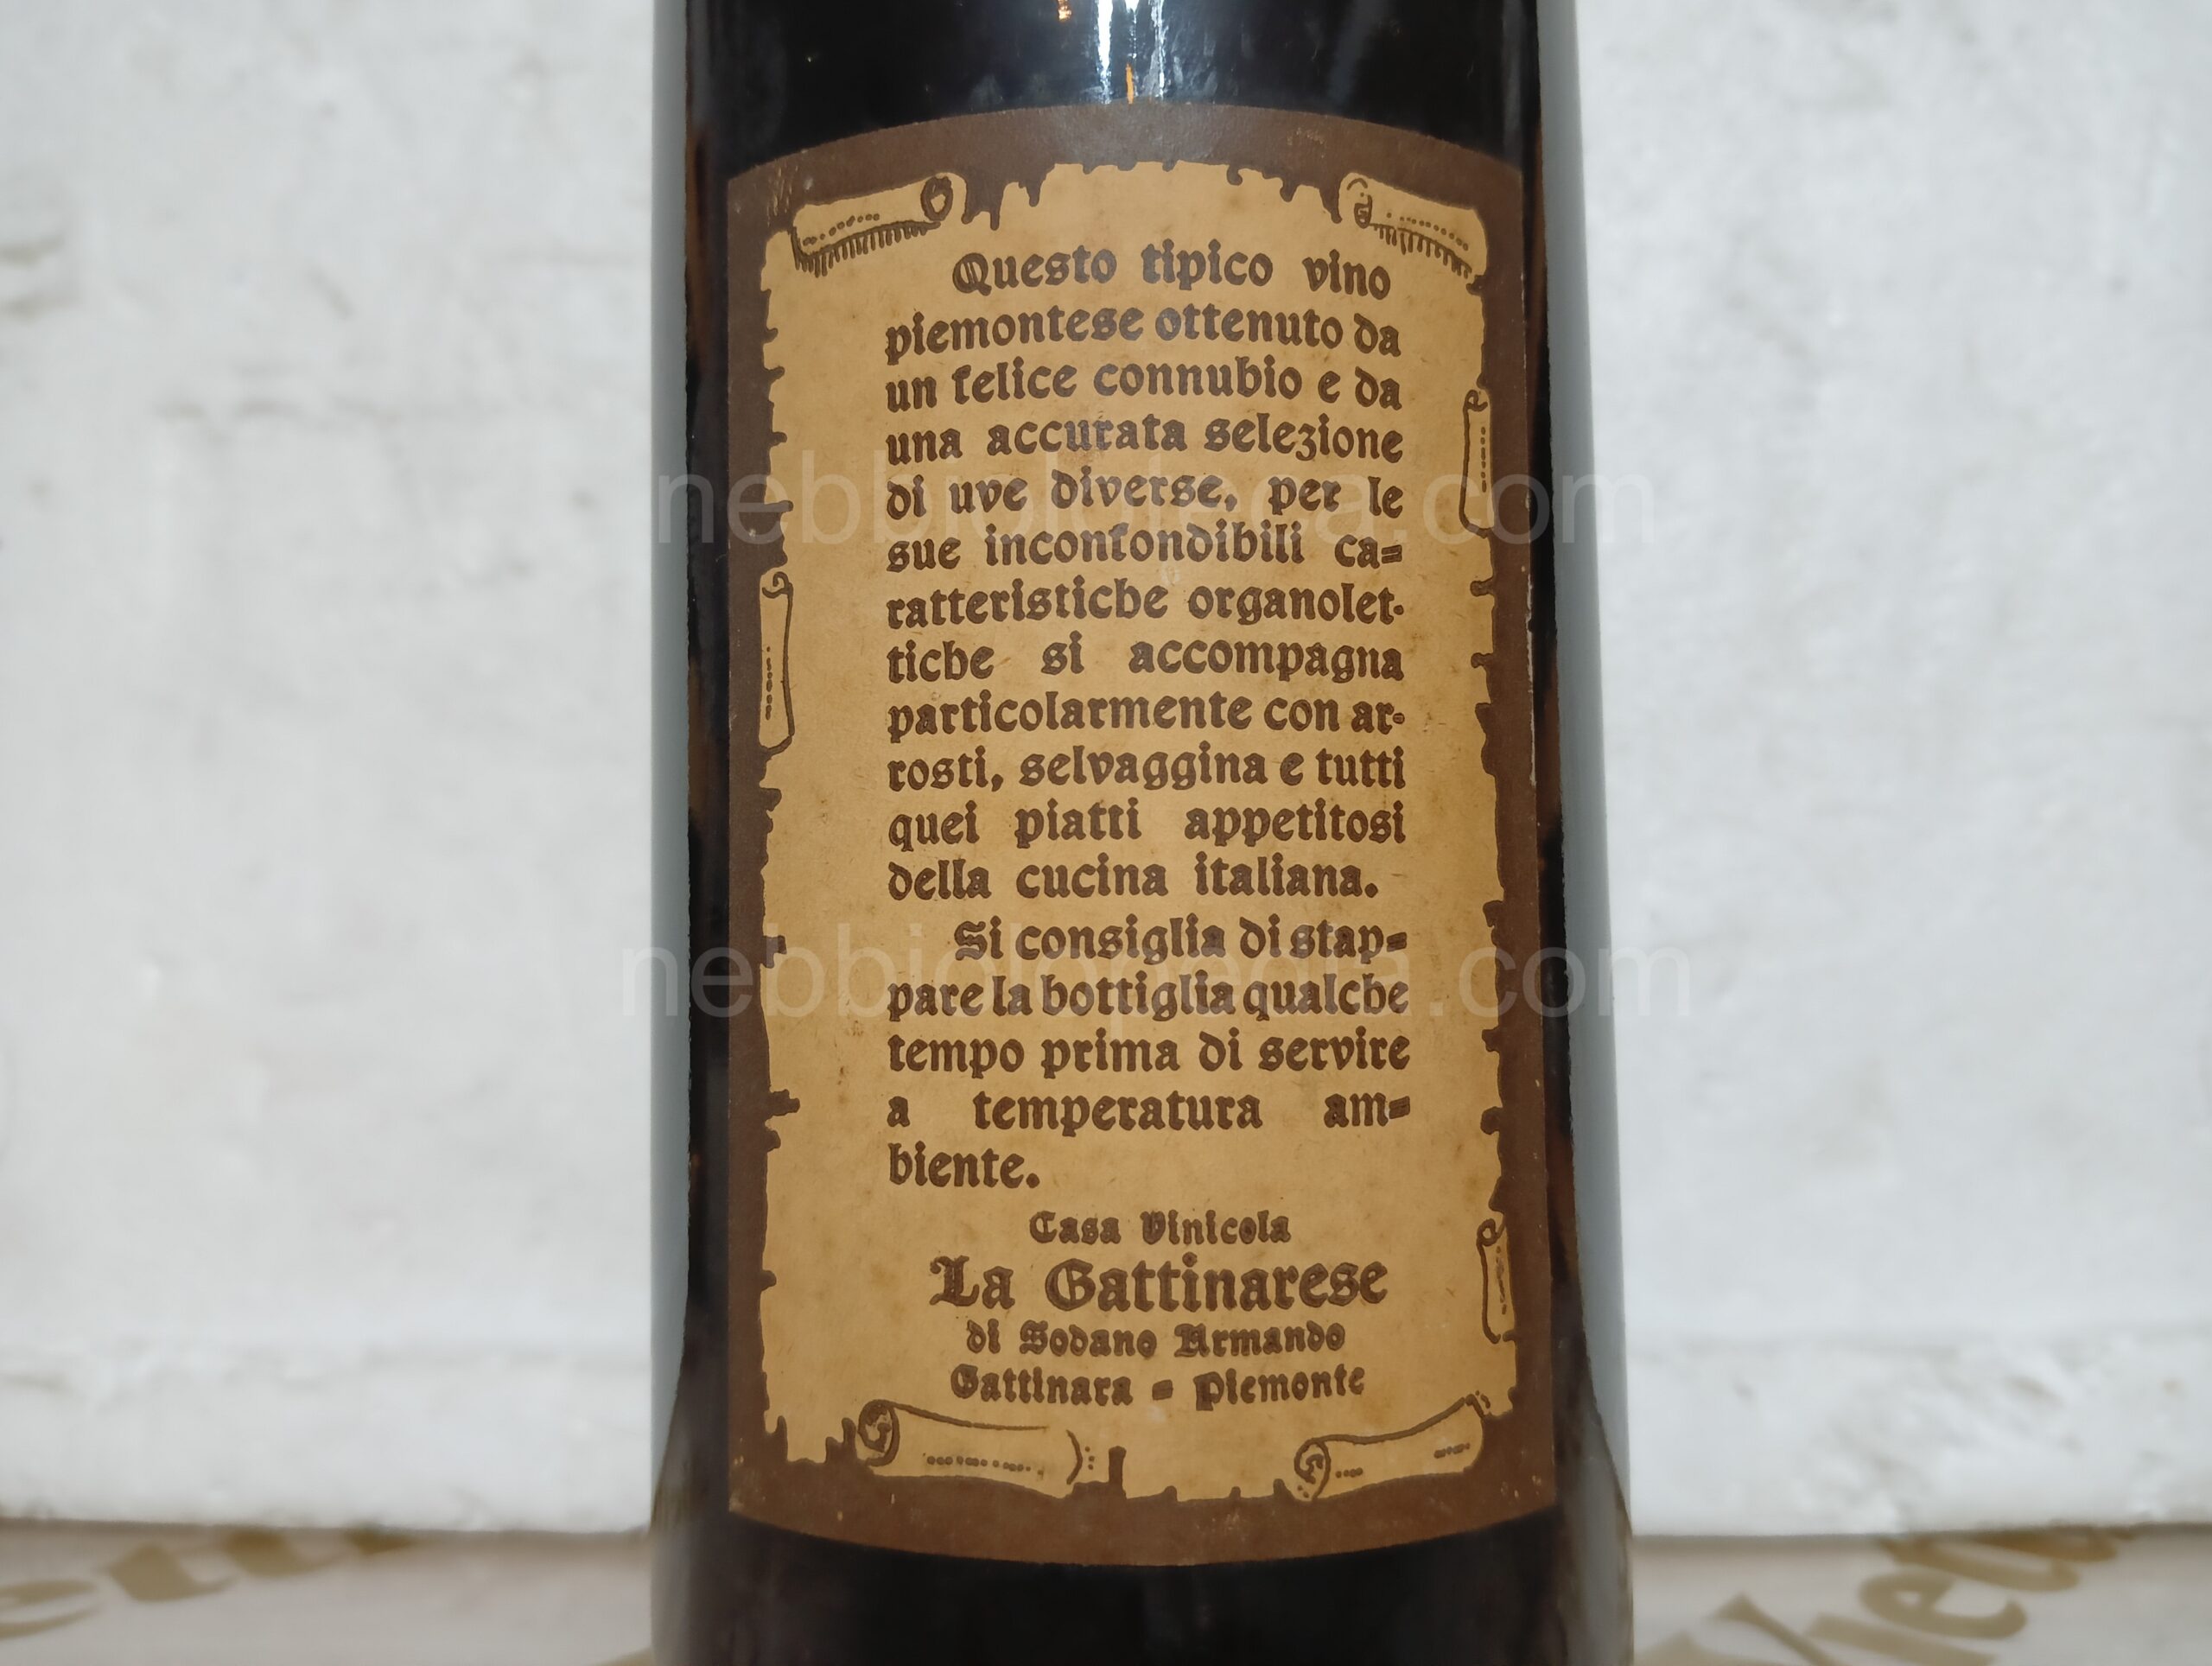 Questo tipico vino
piemontese ottenuto da
un felice connubio e da
una accurata selezione
di uve diverse, per le
sue inconfondibili ca=
ratteristiche organolet-
tiche si accompagna
particolarmente con ar-
rosti, selvaggina e tutti
quei piatti appetitosi
della cucina italiana.
Si consiglia di stap=
pare la bottiglia qualche
tempo prima di servire
a temperatura am=
biente.
Casa Vinicola
La Gattinarese
di Sodano Armando
Gattinara = Piemonte
nebbiolopedia.com